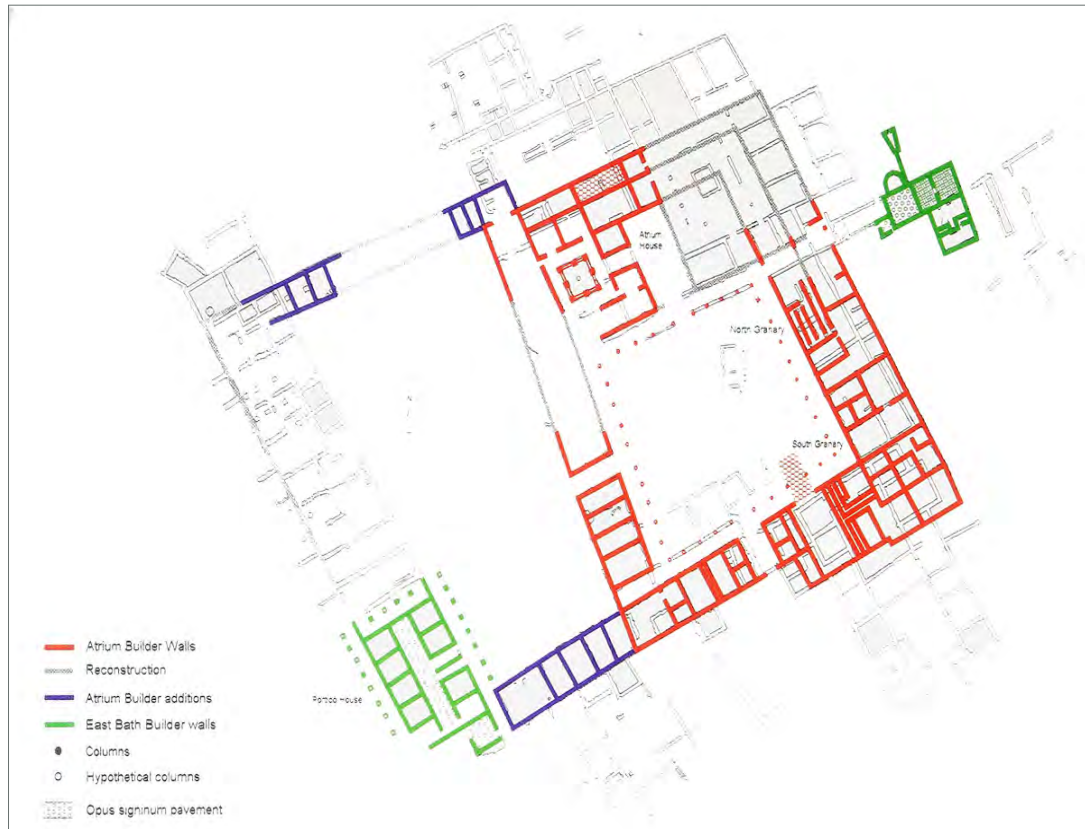 Atrium
House
North Granary
South Granary
Portico House
Atrium Builder Walls
Reconstruction
Atrium Builder additions
East Bath Builder walls
Columns
Hypothetical columns
Opus signinum pavement